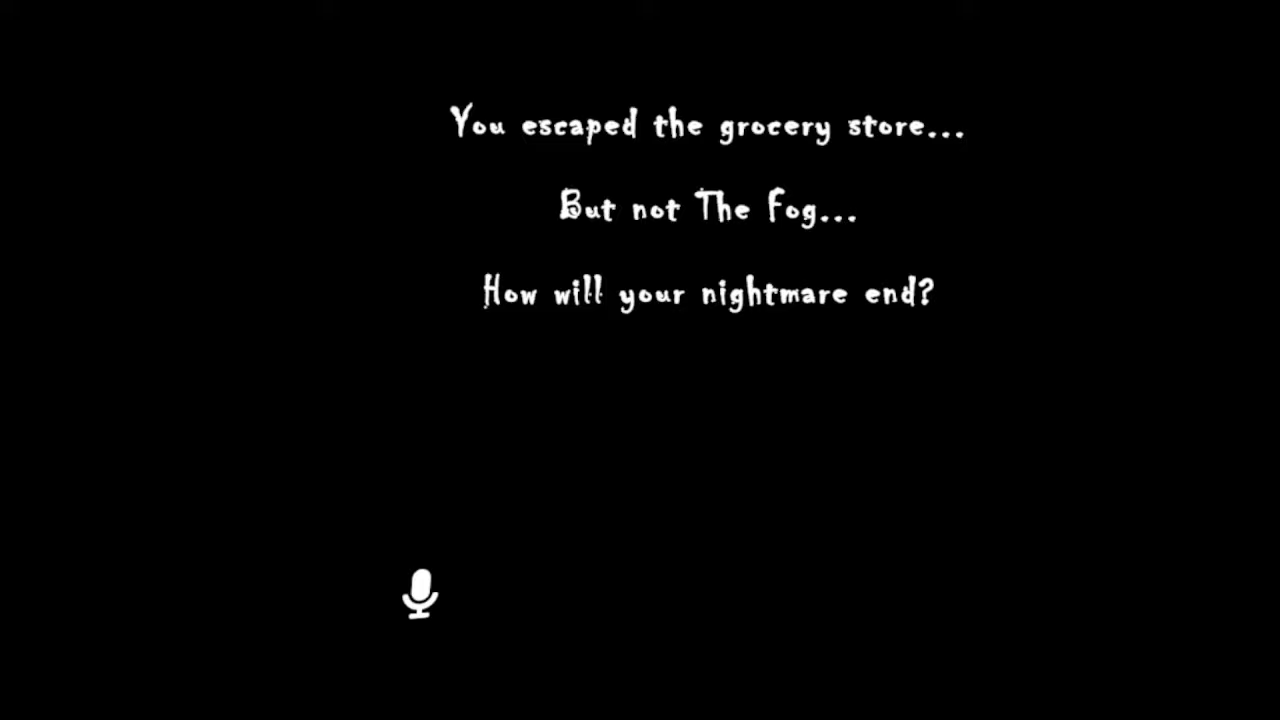 You escaped the grocery store...
But not The Fog...
How will your nightmare end?